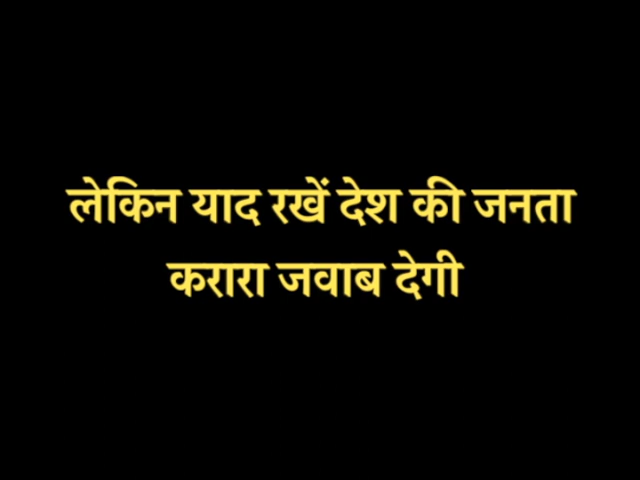 लेकिन याद रखें देश की जनता
करारा जवाब देगी